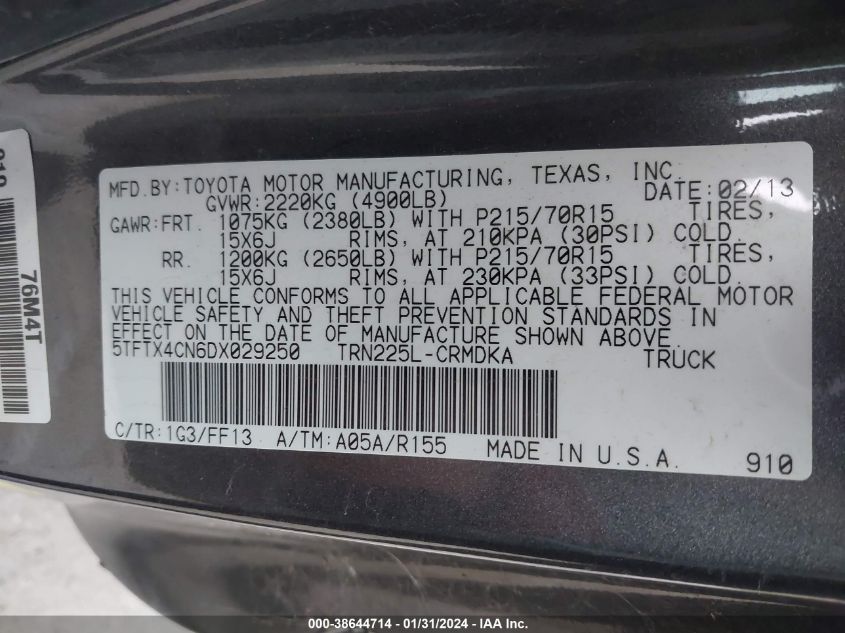 MFD.BY:TOYOTA MOTOR MANUFACTURING, TEXAS, INC.
GVWR:2220KG (4900LB) DATE:02/13
GAWR:FRT. 1075KG (2380LB) WITH P215/70R15 TIRES,
15X6J RIMS, AT 210KPA (30PSI) COLD.
RR. 1200KG (2650LB) WITH P215/70R15 TIRES,
15X6J RIMS, AT 230KPA (33PSI) COLD.
THIS VEHICLE CONFORMS TO ALL APPLICABLE FEDERAL MOTOR
VEHICLE SAFETY AND THEFT PREVENTION STANDARDS IN
EFFECT ON THE DATE OF MANUFACTURE SHOWN ABOVE.
5TFTX4CN6DX029250 TRN225L-CRMDKA TRUCK
C/TR:1G3/FF13 A/TM:A05A/R155 MADE IN U.S.A.
910
76M4T
000-38644714 - 01/31/2024 - IAA Inc.